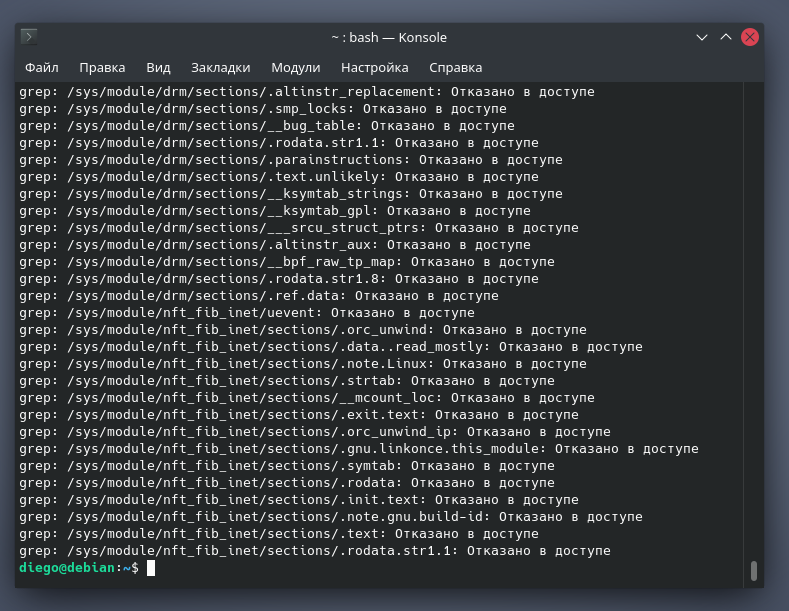 ~ : bash — Konsole
Файл Правка Вид Закладки Модули Настройка Справка
grep: /sys/module/drm/sections/.altinstr_replacement: Отказано в доступе
grep: /sys/module/drm/sections/.smp_locks: Отказано в доступе
grep: /sys/module/drm/sections/__bug_table: Отказано в доступе
grep: /sys/module/drm/sections/.rodata.str1.1: Отказано в доступе
grep: /sys/module/drm/sections/.parainstructions: Отказано в доступе
grep: /sys/module/drm/sections/.text.unlikely: Отказано в доступе
grep: /sys/module/drm/sections/__ksymtab_strings: Отказано в доступе
grep: /sys/module/drm/sections/__ksymtab_gpl: Отказано в доступе
grep: /sys/module/drm/sections/___srcu_struct_ptrs: Отказано в доступе
grep: /sys/module/drm/sections/.altinstr_aux: Отказано в доступе
grep: /sys/module/drm/sections/__bpf_raw_tp_map: Отказано в доступе
grep: /sys/module/drm/sections/.rodata.str1.8: Отказано в доступе
grep: /sys/module/drm/sections/.ref.data: Отказано в доступе
grep: /sys/module/nft_fib_inet/uevent: Отказано в доступе
grep: /sys/module/nft_fib_inet/sections/.orc_unwind: Отказано в доступе
grep: /sys/module/nft_fib_inet/sections/.data..read_mostly: Отказано в доступе
grep: /sys/module/nft_fib_inet/sections/.note.Linux: Отказано в доступе
grep: /sys/module/nft_fib_inet/sections/.strtab: Отказано в доступе
grep: /sys/module/nft_fib_inet/sections/__mcount_loc: Отказано в доступе
grep: /sys/module/nft_fib_inet/sections/.exit.text: Отказано в доступе
grep: /sys/module/nft_fib_inet/sections/.orc_unwind_ip: Отказано в доступе
grep: /sys/module/nft_fib_inet/sections/.gnu.linkonce.this_module: Отказано в доступе
grep: /sys/module/nft_fib_inet/sections/.symtab: Отказано в доступе
grep: /sys/module/nft_fib_inet/sections/.rodata: Отказано в доступе
grep: /sys/module/nft_fib_inet/sections/.init.text: Отказано в доступе
grep: /sys/module/nft_fib_inet/sections/.note.gnu.build-id: Отказано в доступе
grep: /sys/module/nft_fib_inet/sections/.text: Отказано в доступе
grep: /sys/module/nft_fib_inet/sections/.rodata.str1.1: Отказано в доступе
diego@debian:~$